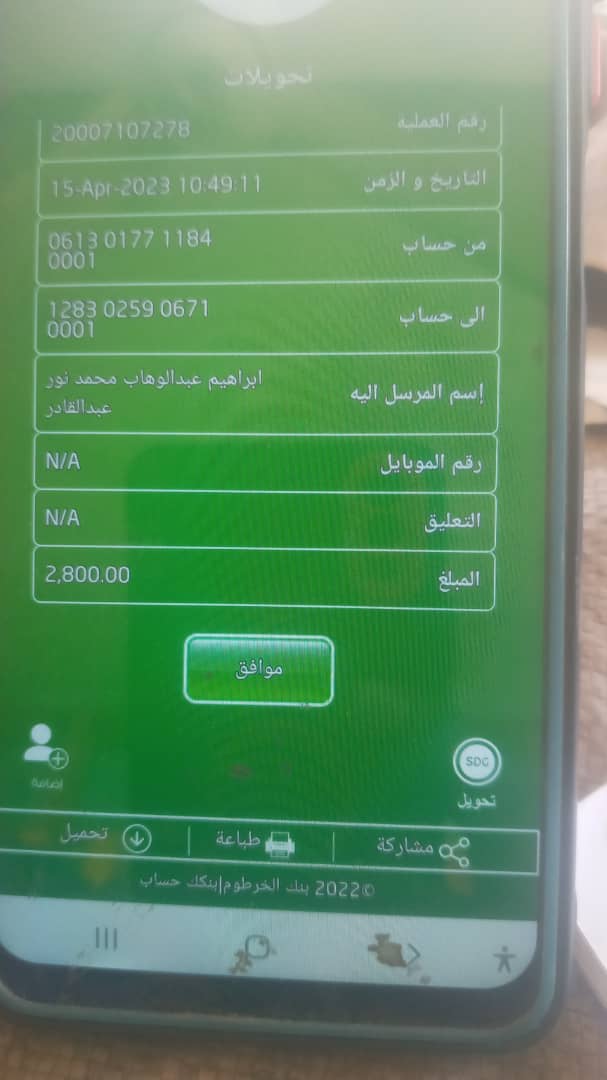 تحويلات
رقم العملية 20007107278
التاريخ و الزمن 15-Apr-2023 10:49:11
من حساب 0613 0177 1184
0001
الى حساب 1283 0259 0671
0001
إسم المرسل اليه ابراهيم عبدالوهاب محمد نور
عبدالقادر
رقم الموبايل N/A
التعليق N/A
المبلغ 2,800.00
موافق
SDG
تحويل
اضافة
مشاركة طباعة تحميل
©2022 بنك الخرطوم|بنكك حساب